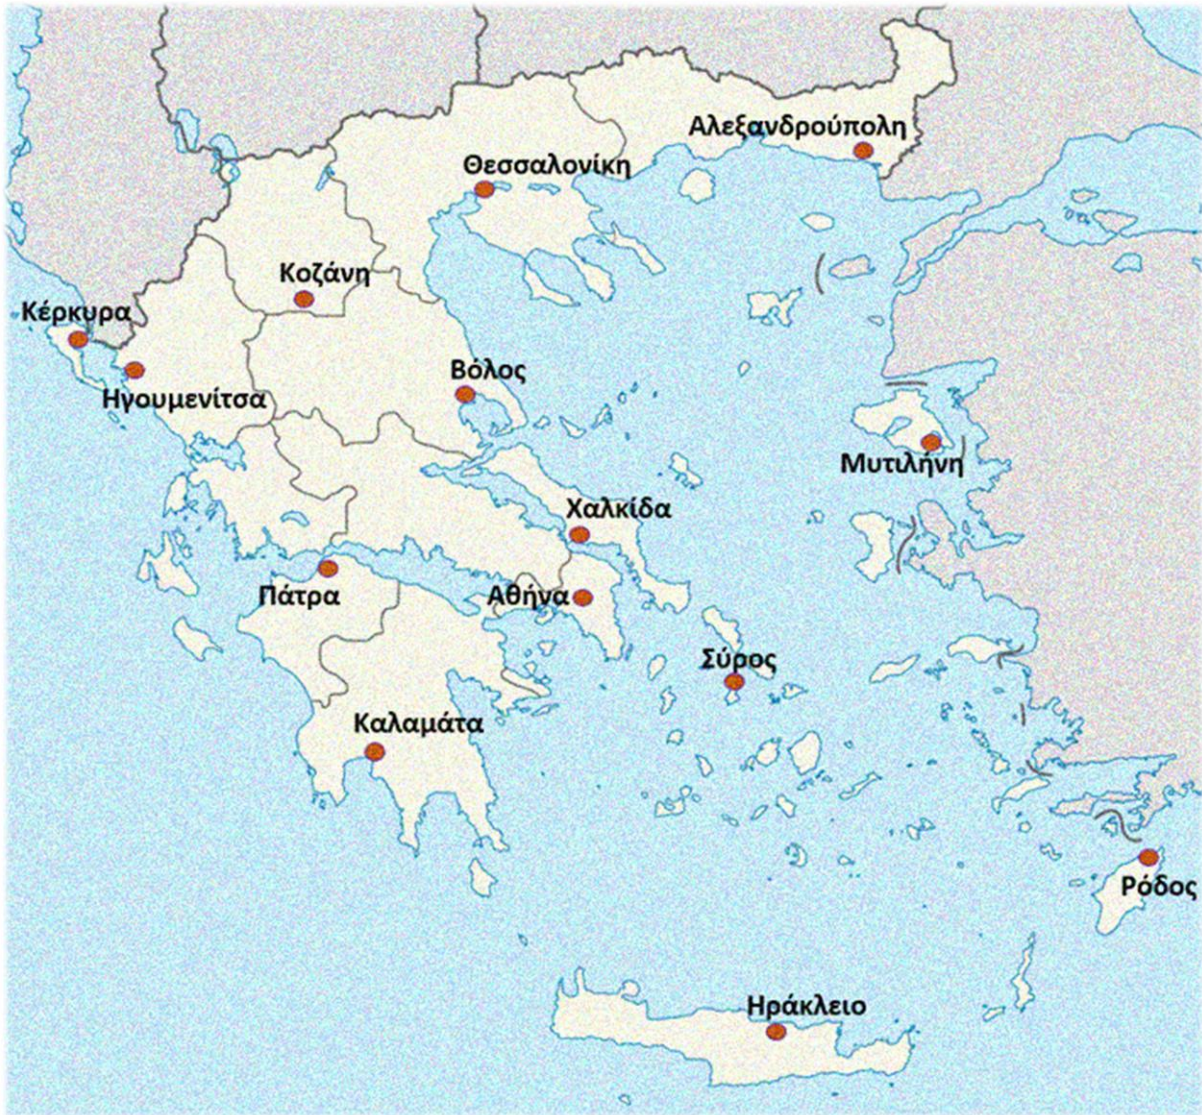 Αλεξανδρούπολη
Θεσσαλονίκη
Κοζάνη
Κέρκυρα
Βόλος
Ηγουμενίτσα
Μυτιλήνη
Χαλκίδα
Πάτρα
Αθήνα
Σύρος
Καλαμάτα
Ρόδος
Ηράκλειο